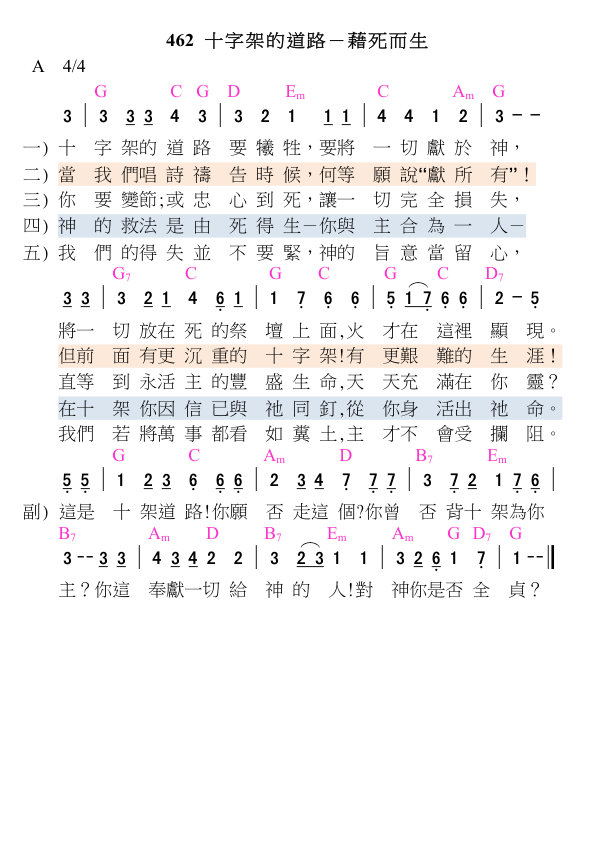 462 十字架的道路－藉死而生
A 4/4
G C G D Em C Am G
3 | 3 3 3 4 3 | 3 2 1 1 1 | 4 4 1 2 | 3 - -
一) 十 字 架的 道 路 要 犧 牲，要將 一 切 獻 於 神，
二) 當 我 們唱 詩 禱 告 時 候，何等 願 說“獻 所 有”！
三) 你 要 變節;或 忠 心 到 死，讓一 切 完 全 損 失，
四) 神 的 救法 是 由 死 得 生–你與 主 合 為 一 人–
五) 我 們 的得 失 並 不 要 緊，神的 旨 意 當 留 心，
G7 C G C G C D7
3 3 | 3 2 1 4 6 1 | 1 7 6 6 | 5 1 7 6 6 | 2 - 5
將一 切 放在 死 的祭 壇 上 面,火 才在 這裡 顯 現。
但前 面 有更 沉 重的 十 字 架!有 更艱 難的 生 涯！
直等 到 永活 主 的豐 盛 生 命,天 天充 滿在 你 靈？
在十 架 你因 信 已與 祂 同 釘,從 你身 活出 祂 命。
我們 若 將萬 事 都看 如 糞 土,主 才不 會受 攔 阻。
G C Am D B7 Em
5 5 | 1 2 3 6 6 6 | 2 3 4 7 7 7 | 3 7 2 1 7 6 |
副) 這是 十 架道 路!你願 否 走這 個?你曾 否 背十 架為你
B7 Am D B7 Em Am G D7 G
3 - - 3 3 | 4 3 4 2 2 | 3 2 3 1 1 | 3 2 6 1 7 | 1 - - ||
主？你這 奉獻一切 給 神 的 人!對 神你是否 全 貞？